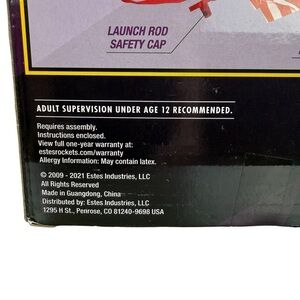 LAUNCH ROD
SAFETY CAP
ADULT SUPERVISION UNDER AGE 12 RECOMMENDED.
Requires assembly.
Instructions enclosed.
View full-one-year warranty at:
estesrockets.com/warranty
Allergy Information: May contain latex.
© 2009 - 2021 Estes Industries, LLC
All Rights Reserved
Made in Guangdong, China
Distributed by: Estes Industries, LLC
1295 H St., Penrose, CO 81240-9698 USA